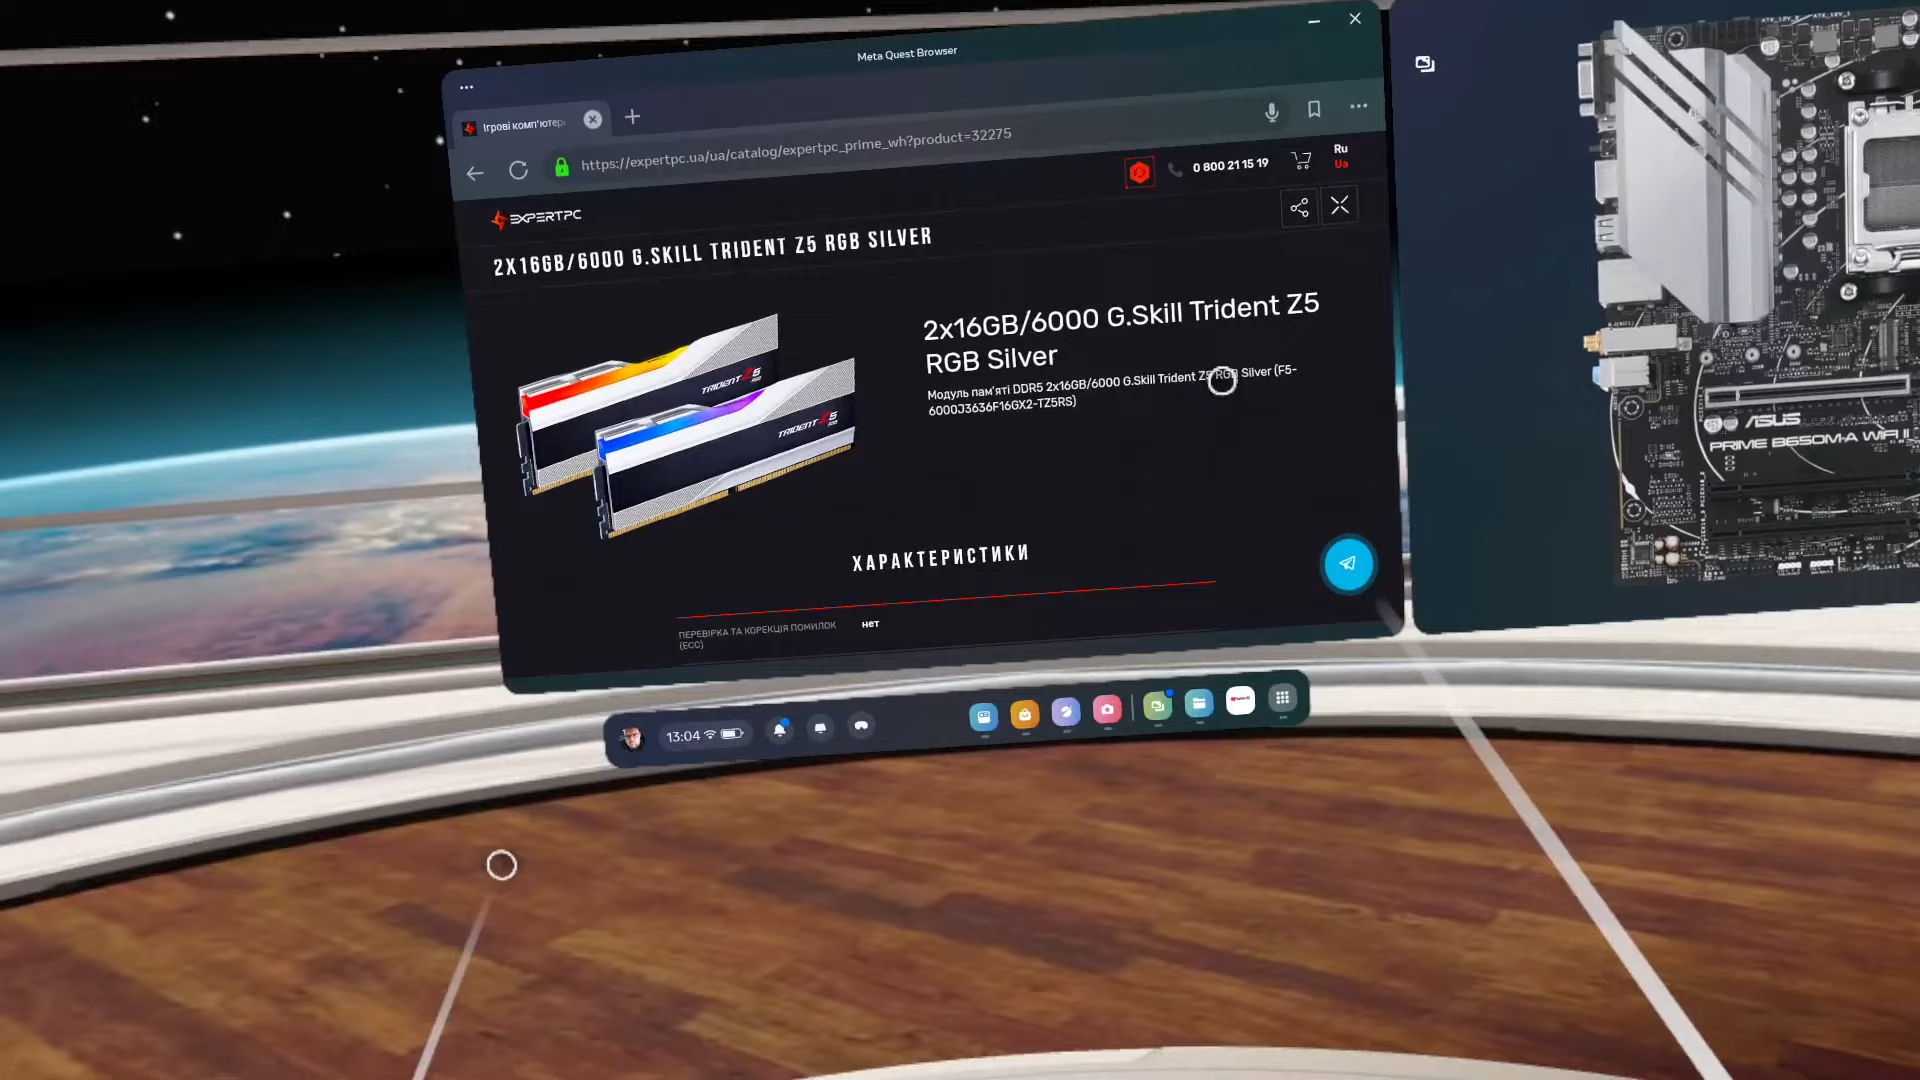 Meta Quest Browser
Ігрові комп'ютер
https://expertpc.ua/ua/catalog/expertpc_prime_wh?product=32275
0 800 21 15 19
Ru
Ua
EXPERTPC
2X16GB/6000 G.SKILL TRIDENT Z5 RGB SILVER
2x16GB/6000 G.Skill Trident Z5
RGB Silver
Модуль пам'яті DDR5 2x16GB/6000 G.Skill Trident Z5 RGB Silver (F5-
6000J3636F16GX2-TZ5RS)
TRIDENT Z5
RGB
TRIDENT Z5
RGB
ХАРАКТЕРИСТИКИ
ПЕРЕВІРКА ТА КОРЕКЦІЯ ПОМИЛОК
(ECC)
нет
13:04
ASUS
PRIME B650M-A WIFI II